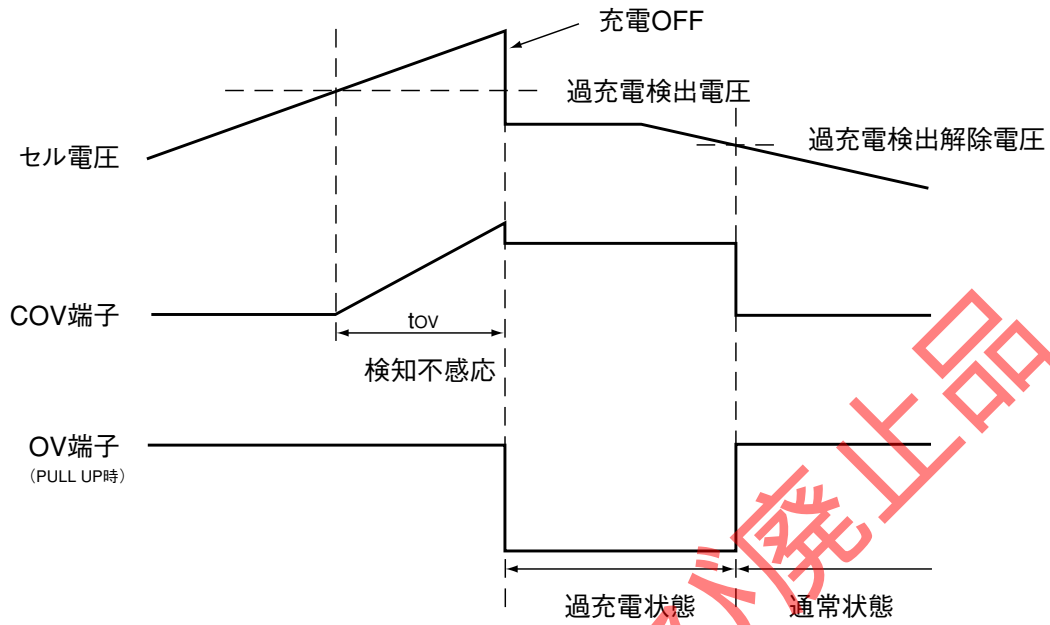 充電OFF
過充電検出電圧
過充電検出解除電圧
セル電圧
COV端子
tov
検知不感応
OV端子
(PULL UP時)
過充電状態
通常状態
廃止品